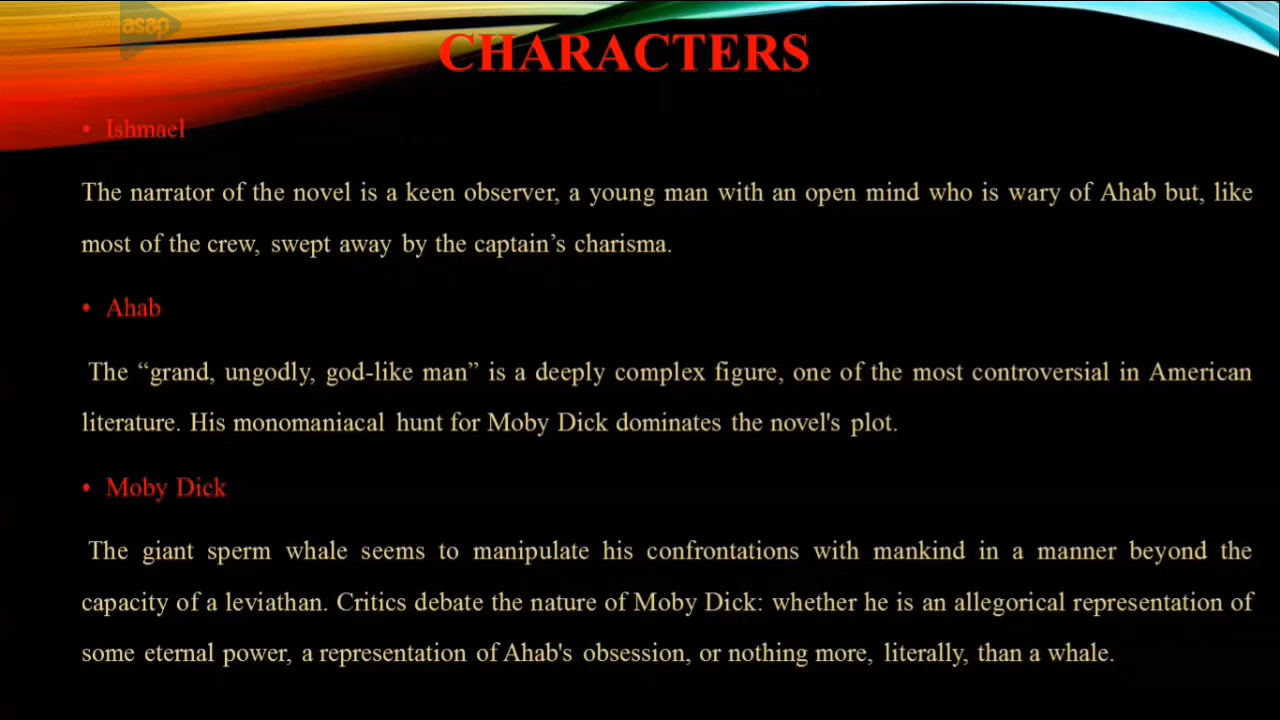 asap
CHARACTERS
• Ishmael
The narrator of the novel is a keen observer, a young man with an open mind who is wary of Ahab but, like
most of the crew, swept away by the captain’s charisma.
• Ahab
The “grand, ungodly, god-like man” is a deeply complex figure, one of the most controversial in American
literature. His monomaniacal hunt for Moby Dick dominates the novel's plot.
• Moby Dick
The giant sperm whale seems to manipulate his confrontations with mankind in a manner beyond the
capacity of a leviathan. Critics debate the nature of Moby Dick: whether he is an allegorical representation of
some eternal power, a representation of Ahab's obsession, or nothing more, literally, than a whale.